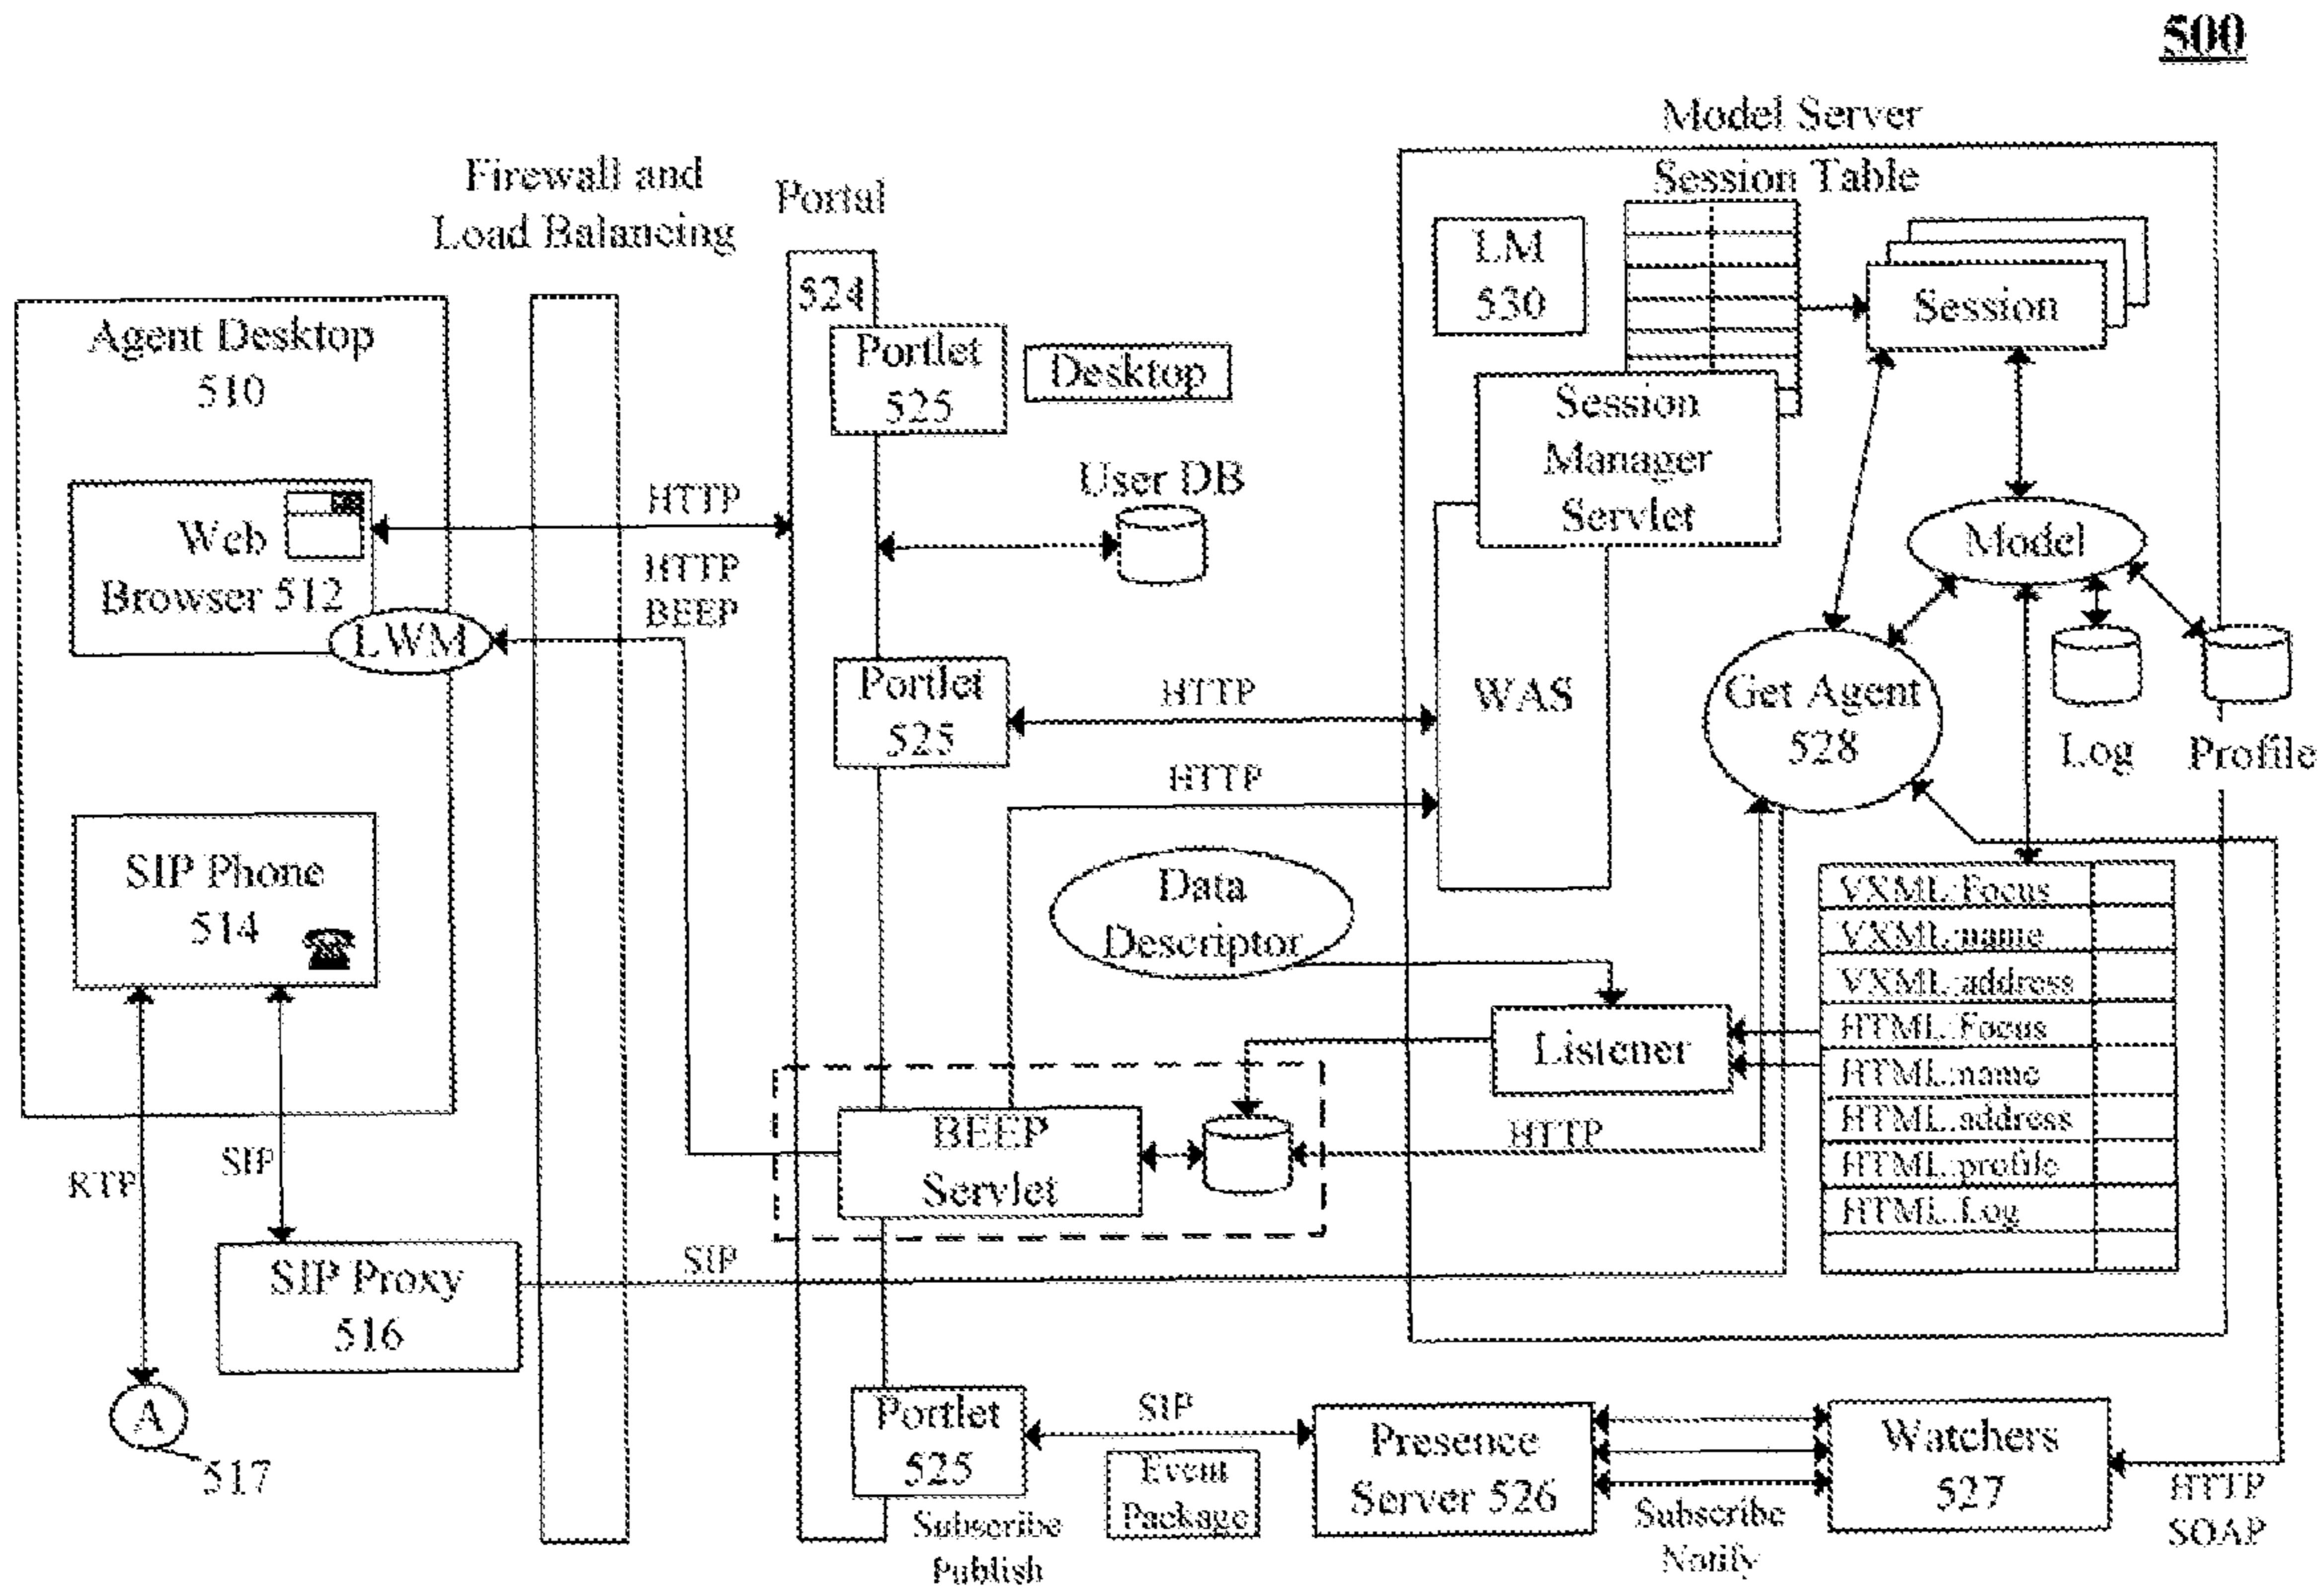 500
Model Server
Firewall and
Load Balancing
Portal
Session Table
LM
530
524
Session
Agent Desktop
510
Portlet
525
Desktop
Session
Manager
Servlet
User DB
HTTP
Web
Browser 512
HTTP
BEEP
LWM
Model
Portlet
525
HTTP
WAS
Get Agent
528
Log
Profile
HTTP
SIP Phone
514
Data
Descriptor
VXML:Focus
VXML:name
VXML:address
HTML:Focus
HTML:name
HTML:address
HTML:profile
HTML:Log
Listener
BEEP
Servlet
HTTP
RTP
SIP
SIP
SIP Proxy
516
A
517
Portlet
525
SIP
Event
Package
Presence
Server 526
Watchers
527
Subscribe
Publish
Subscribe
Notify
HTTP
SOAP